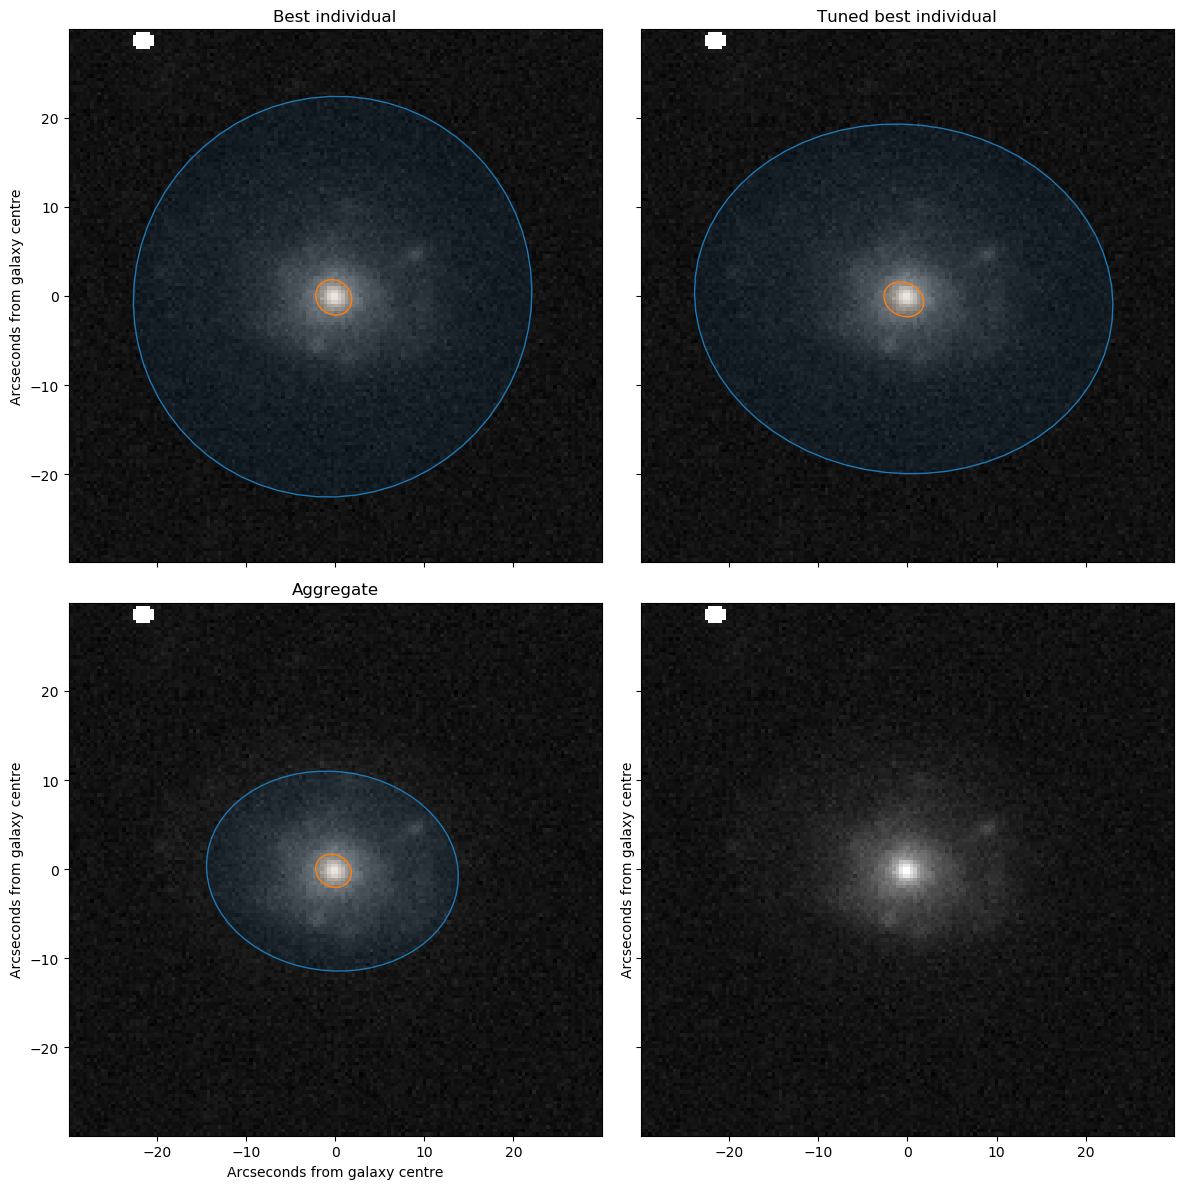 Best individual
Tuned best individual
Arcseconds from galaxy centre
20
10
0
−10
−20
Aggregate
Arcseconds from galaxy centre
20
10
0
−10
−20
−20 −10 0 10 20
Arcseconds from galaxy centre
Arcseconds from galaxy centre
−20 −10 0 10 20